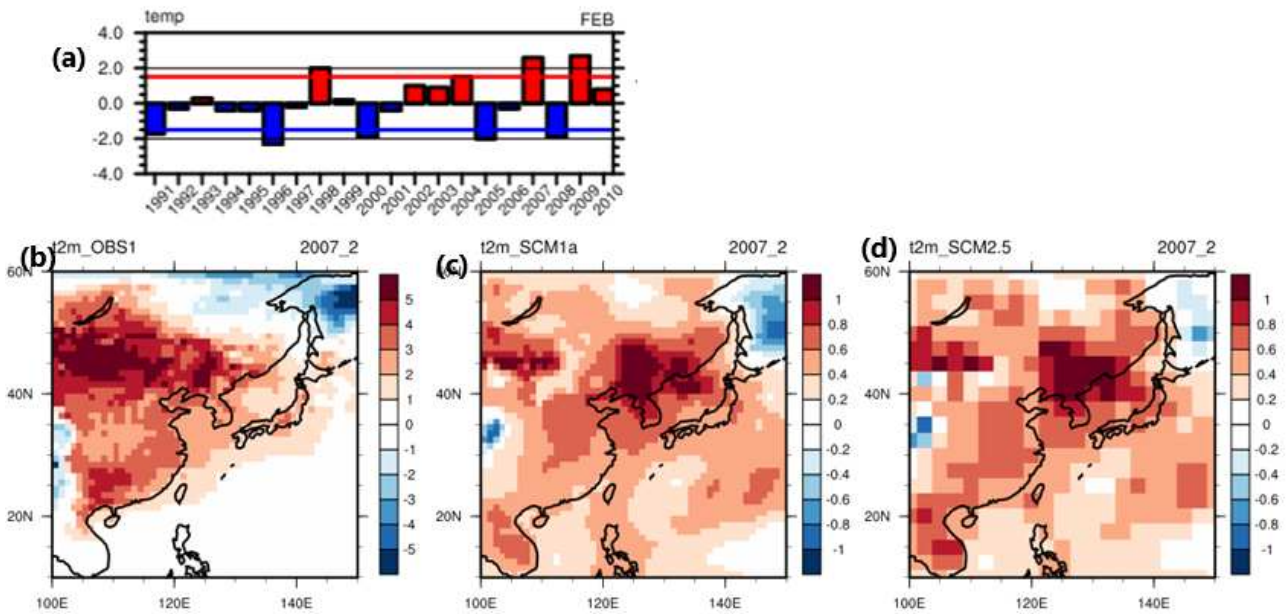 temp FEB
(a)
4.0
2.0
0.0
-2.0
-4.0
1991 1992 1993 1994 1995 1996 1997 1998 1999 2000 2001 2002 2003 2004 2005 2006 2007 2008 2009 2010
(b) t2m_OBS1 2007_2
60N
40N
20N
100E 120E 140E
5
4
3
2
1
0
-1
-2
-3
-4
-5
(c) t2m_SCM1a 2007_2
60N
40N
20N
100E 120E 140E
1
0.8
0.6
0.4
0.2
0
-0.2
-0.4
-0.6
-0.8
-1
(d) t2m_SCM2.5 2007_2
60N
40N
20N
100E 120E 140E
1
0.8
0.6
0.4
0.2
0
-0.2
-0.4
-0.6
-0.8
-1